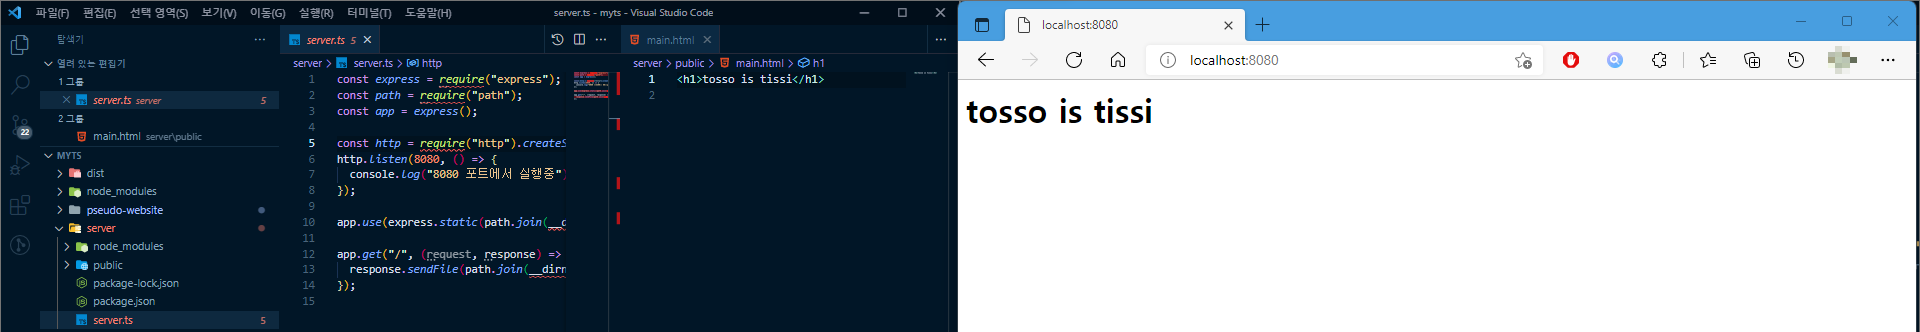 파일(F) 편집(E) 선택 영역(S) 보기(V) 이동(G) 실행(R) 터미널(T) 도움말(H) server.ts - myts - Visual Studio Code
탐색기
열려 있는 편집기
1 그룹
server.ts server 5
2 그룹
main.html server\public
22
MYTS
dist
node_modules
pseudo-website
server
node_modules
public
package-lock.json
package.json
server.ts 5
server.ts 5
server > server.ts > http
1 const express = require("express");
2 const path = require("path");
3 const app = express();
4
5 const http = require("http").createS
6 http.listen(8080, () => {
7 console.log("8080 포트에서 실행중")
8 });
9
10 app.use(express.static(path.join(__d
11
12 app.get("/", (request, response) =>
13 response.sendFile(path.join(__dirn
14 });
15
main.html
server > public > main.html > h1
1 <h1>tosso is tissi</h1>
2
localhost:8080
localhost:8080
tosso is tissi